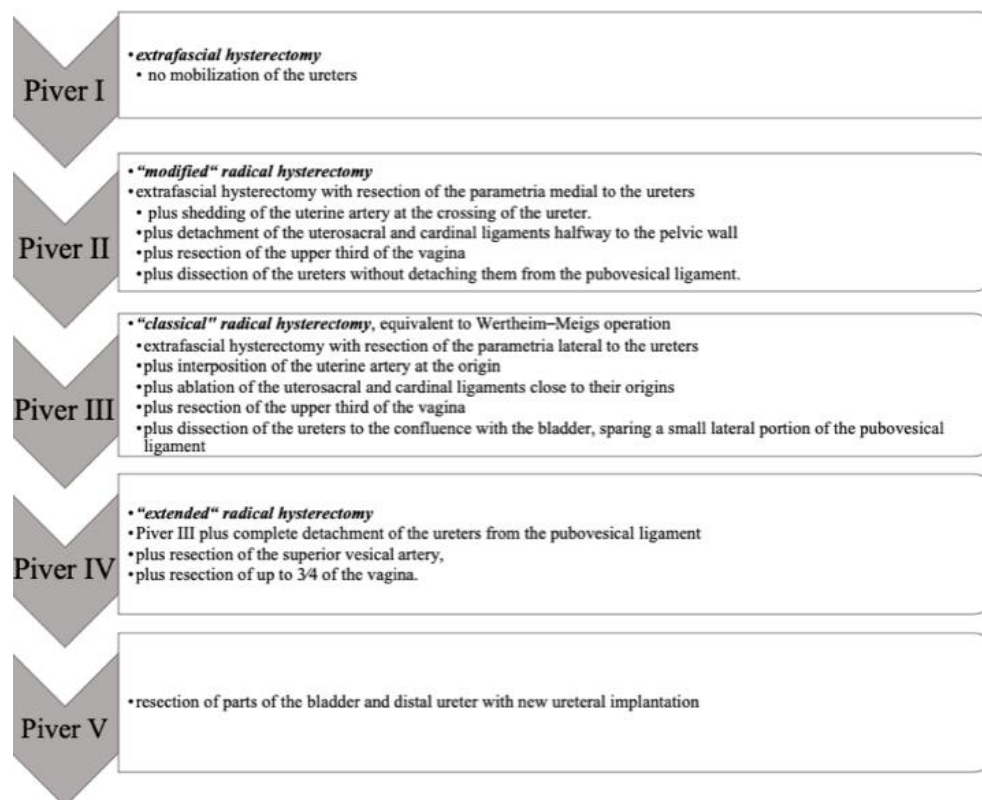 Piver I
•extrafascial hysterectomy
• no mobilization of the ureters
Piver II
•“modified“ radical hysterectomy
•extrafascial hysterectomy with resection of the parametria medial to the ureters
• plus shedding of the uterine artery at the crossing of the ureter.
•plus detachment of the uterosacral and cardinal ligaments halfway to the pelvic wall
•plus resection of the upper third of the vagina
•plus dissection of the ureters without detaching them from the pubovesical ligament.
Piver III
•“classical" radical hysterectomy, equivalent to Wertheim–Meigs operation
•extrafascial hysterectomy with resection of the parametria lateral to the ureters
•plus interposition of the uterine artery at the origin
•plus ablation of the uterosacral and cardinal ligaments close to their origins
•plus resection of the upper third of the vagina
•plus dissection of the ureters to the confluence with the bladder, sparing a small lateral portion of the pubovesical
ligament
Piver IV
•“extended“ radical hysterectomy
•Piver III plus complete detachment of the ureters from the pubovesical ligament
•plus resection of the superior vesical artery,
•plus resection of up to 3⁄4 of the vagina.
Piver V
•resection of parts of the bladder and distal ureter with new ureteral implantation